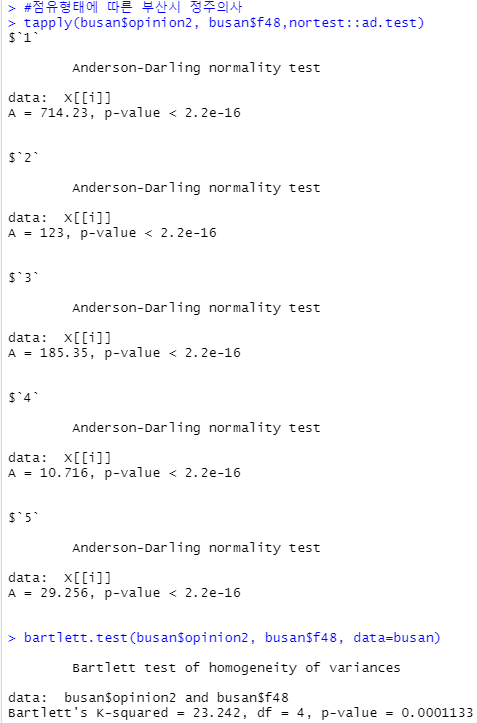 > #점유형태에 따른 부산시 정주의사
> tapply(busan$opinion2, busan$f48,nortest::ad.test)
$`1`
Anderson-Darling normality test
data:  X[[i]]
A = 714.23, p-value < 2.2e-16
$`2`
Anderson-Darling normality test
data:  X[[i]]
A = 123, p-value < 2.2e-16
$`3`
Anderson-Darling normality test
data:  X[[i]]
A = 185.35, p-value < 2.2e-16
$`4`
Anderson-Darling normality test
data:  X[[i]]
A = 10.716, p-value < 2.2e-16
$`5`
Anderson-Darling normality test
data:  X[[i]]
A = 29.256, p-value < 2.2e-16
> bartlett.test(busan$opinion2, busan$f48, data=busan)
Bartlett test of homogeneity of variances
data:  busan$opinion2 and busan$f48
Bartlett's K-squared = 23.242, df = 4, p-value = 0.0001133